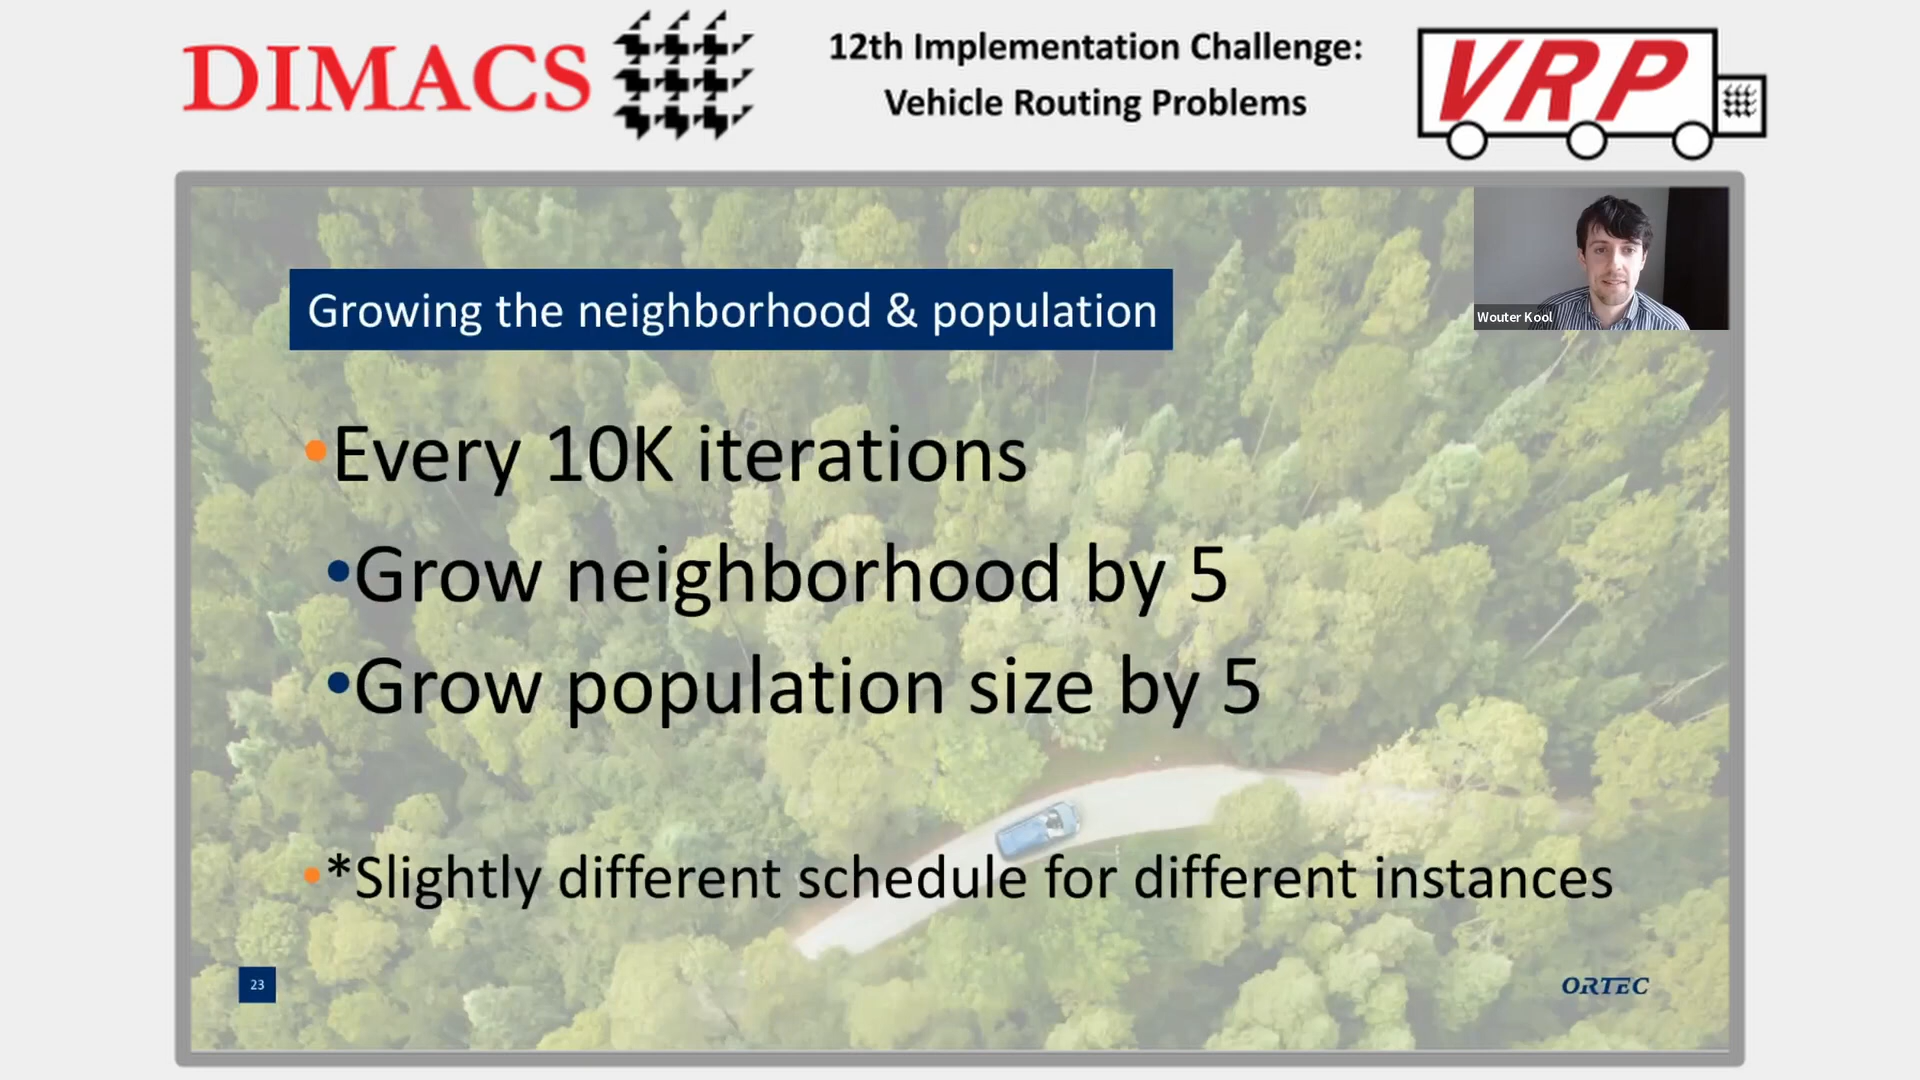 DIMACS
12th Implementation Challenge:
Vehicle Routing Problems
VRP
Wouter Kool
Growing the neighborhood & population
•Every 10K iterations
•Grow neighborhood by 5
•Grow population size by 5
•*Slightly different schedule for different instances
23
ORTEC